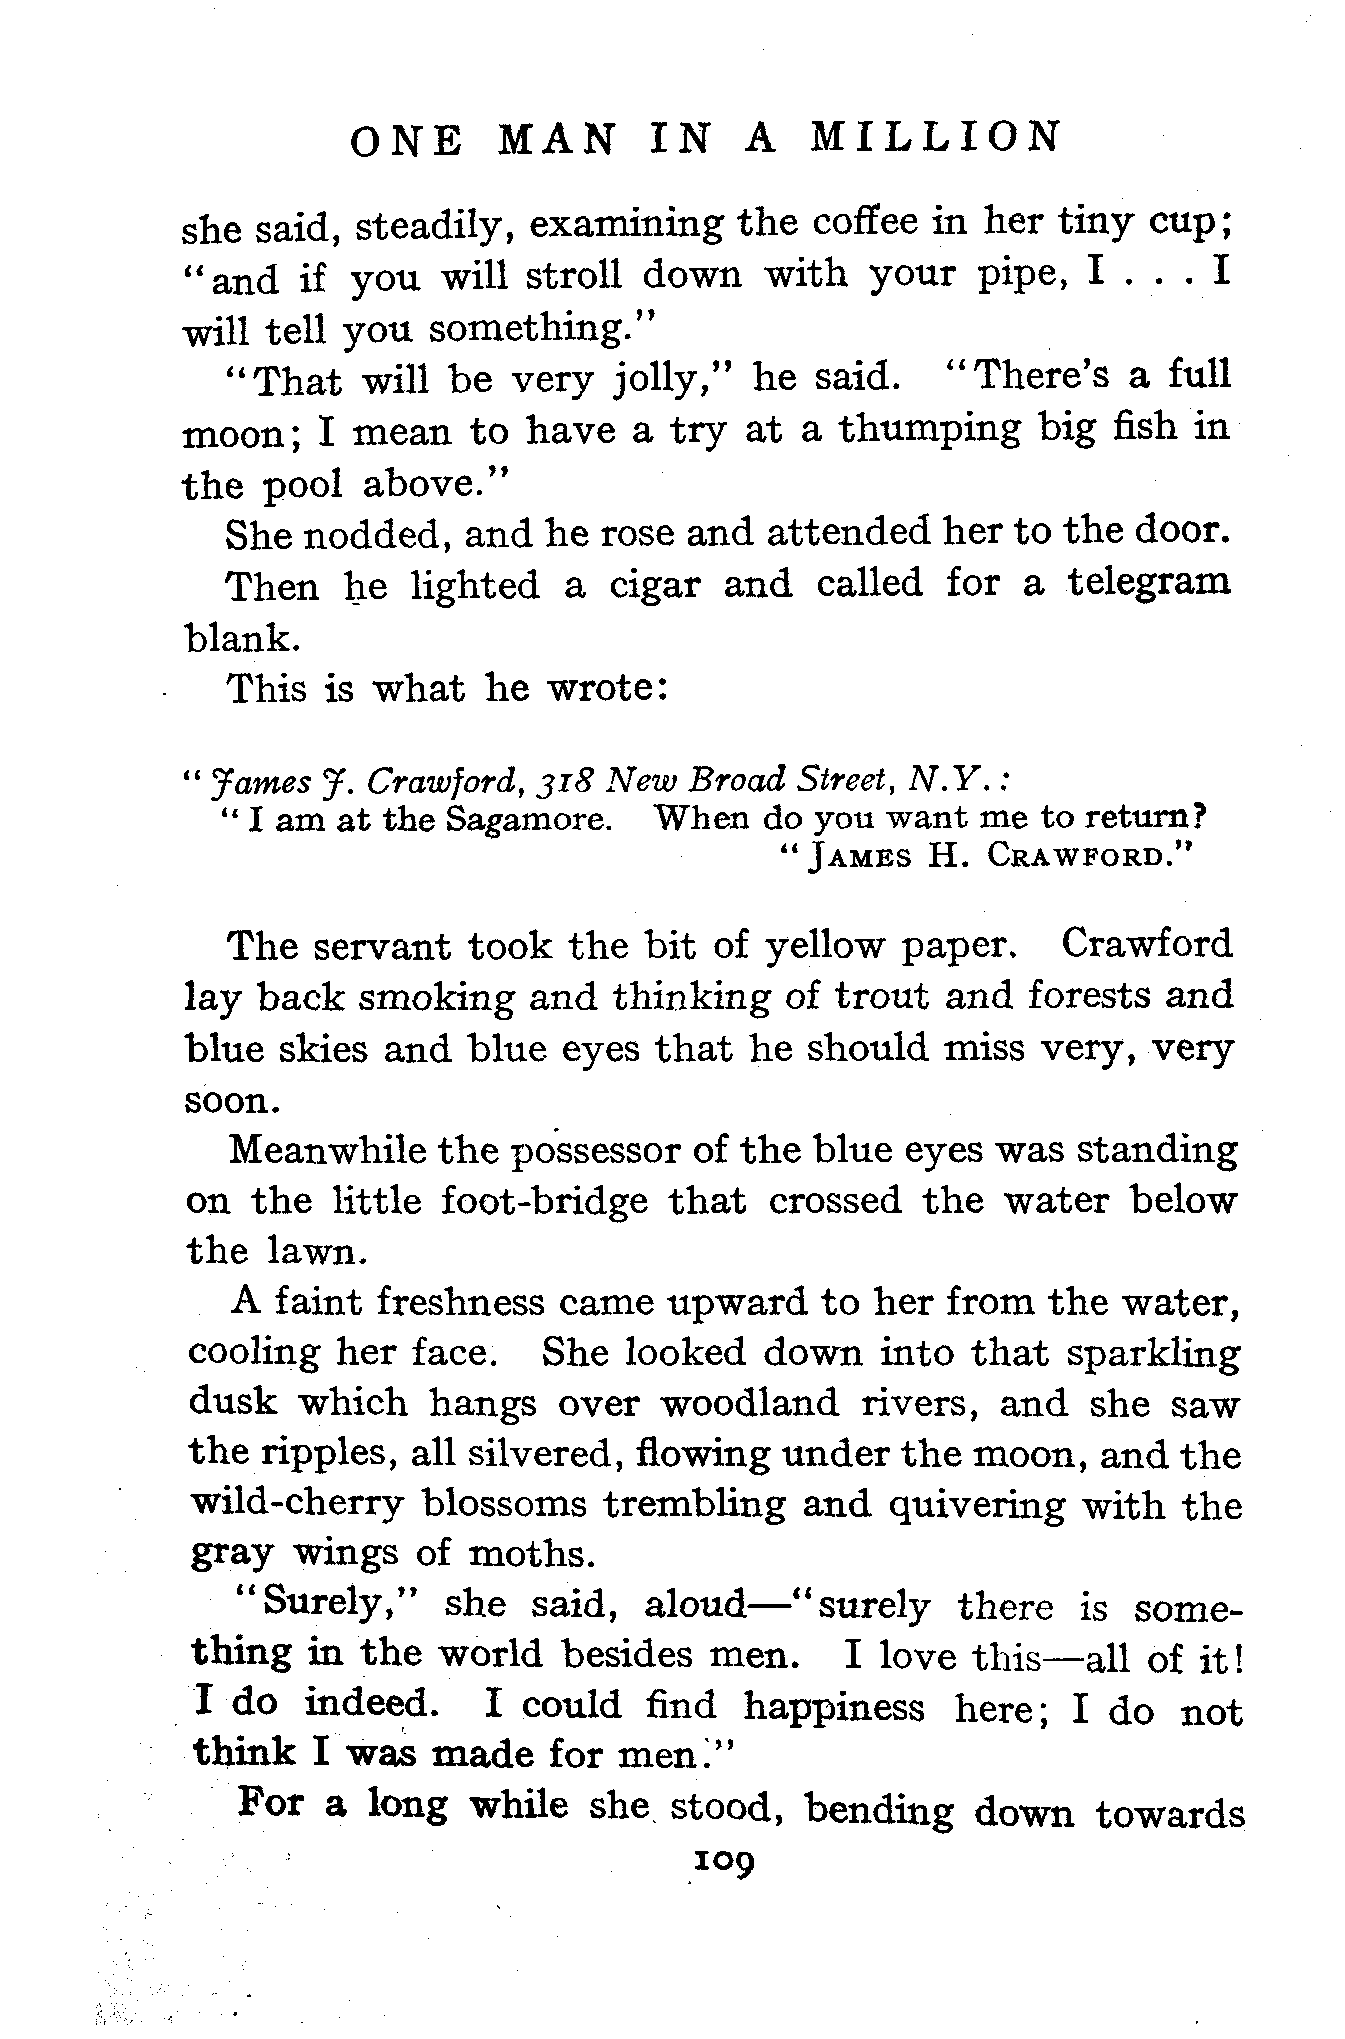 ONE MAN IN A MILLION
she said, steadily, examining the coffee in her tiny cup;
"and if you will stroll down with your pipe, I . . . I
will tell you something."
"That will be very jolly," he said. "There's a full
moon; I mean to have a try at a thumping big fish in
the pool above."
She nodded, and he rose and attended her to the door.
Then he lighted a cigar and called for a telegram
blank.
This is what he wrote:
"James J. Crawford, 318 New Broad Street, N.Y.:
"I am at the Sagamore. When do you want me to return?
"JAMES H. CRAWFORD."
The servant took the bit of yellow paper. Crawford
lay back smoking and thinking of trout and forests and
blue skies and blue eyes that he should miss very, very
soon.
Meanwhile the possessor of the blue eyes was standing
on the little foot-bridge that crossed the water below
the lawn.
A faint freshness came upward to her from the water,
cooling her face. She looked down into that sparkling
dusk which hangs over woodland rivers, and she saw
the ripples, all silvered, flowing under the moon, and the
wild-cherry blossoms trembling and quivering with the
gray wings of moths.
"Surely," she said, aloud—"surely there is some-
thing in the world besides men. I love this—all of it!
I do indeed. I could find happiness here; I do not
think I was made for men."
For a long while she stood, bending down towards
109